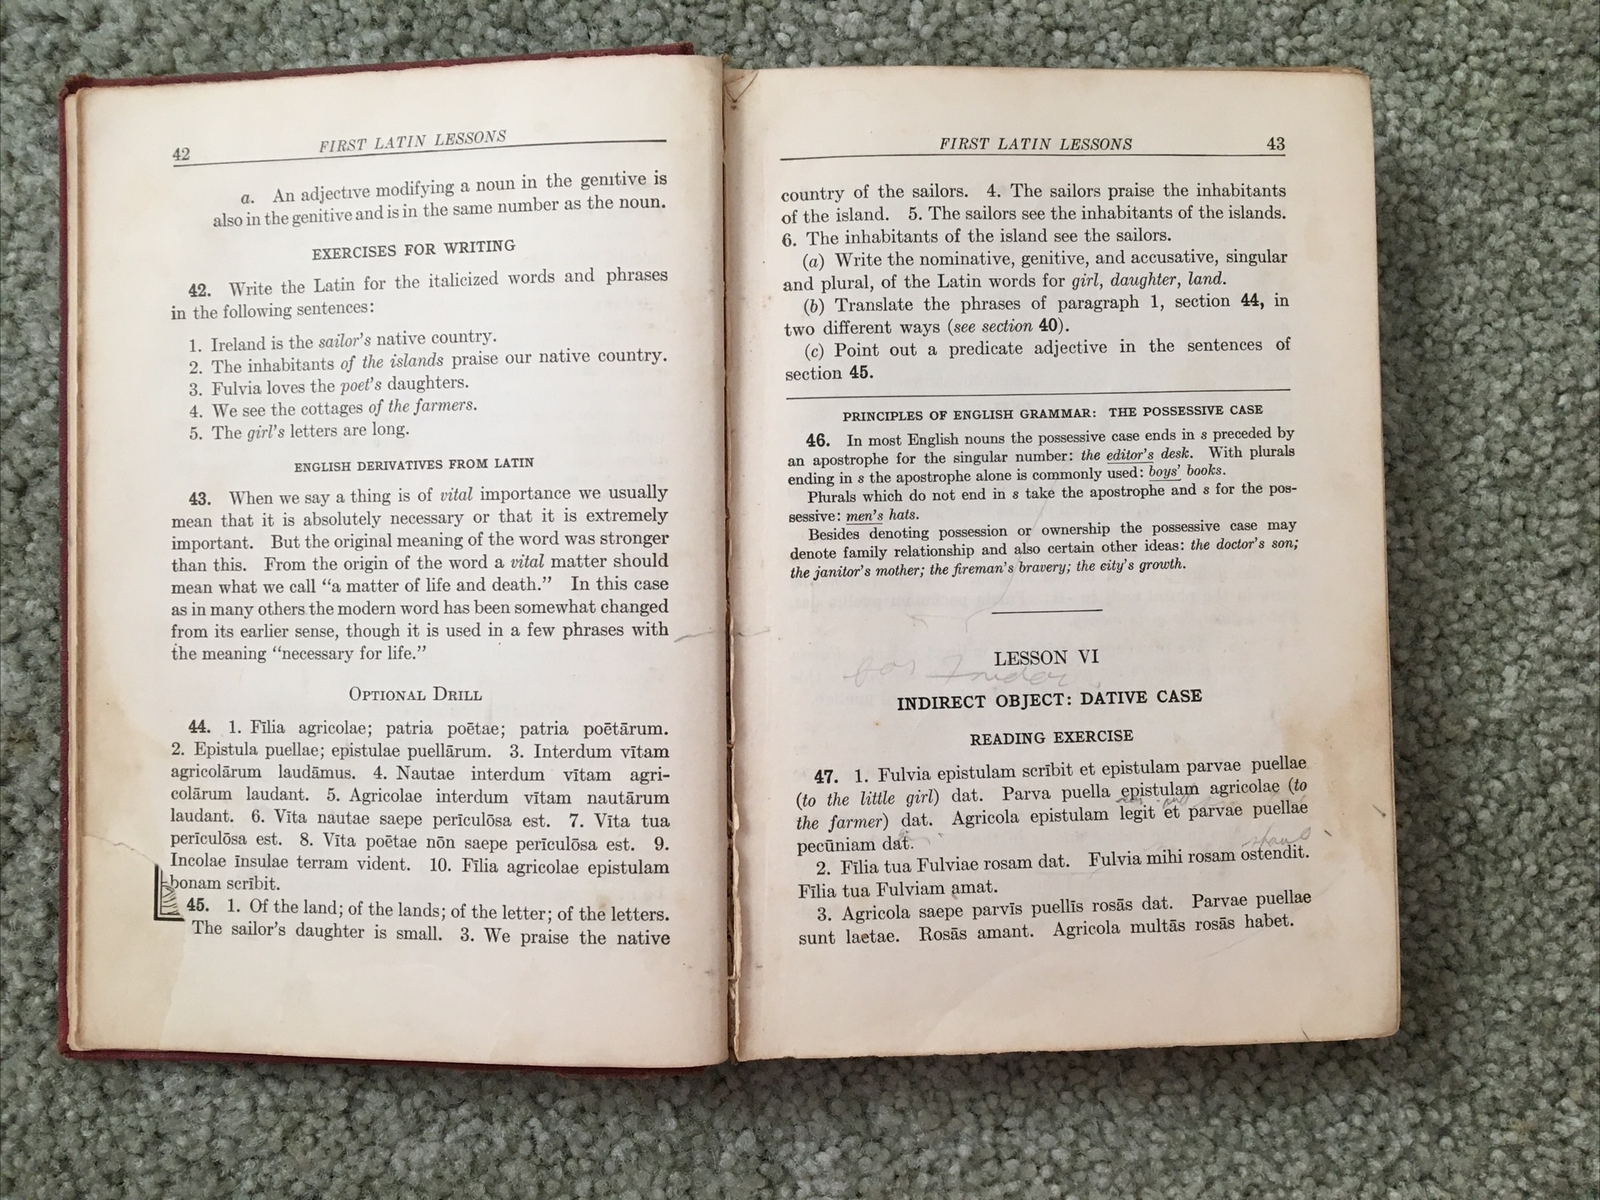 42
FIRST LATIN LESSONS
a. An adjective modifying a noun in the genitive is
also in the genitive and is in the same number as the noun.
EXERCISES FOR WRITING
42. Write the Latin for the italicized words and phrases
in the following sentences:
1. Ireland is the sailor's native country.
2. The inhabitants of the islands praise our native country.
3. Fulvia loves the poet's daughters.
4. We see the cottages of the farmers.
5. The girl's letters are long.
ENGLISH DERIVATIVES FROM LATIN
43. When we say a thing is of vital importance we usually
mean that it is absolutely necessary or that it is extremely
important. But the original meaning of the word was stronger
than this. From the origin of the word a vital matter should
mean what we call "a matter of life and death." In this case
as in many others the modern word has been somewhat changed
from its earlier sense, though it is used in a few phrases with
the meaning "necessary for life."
OPTIONAL DRILL
44. 1. Fīlia agricolae; patria poētae; patria poētārum.
2. Epistula puellae; epistulae puellārum. 3. Interdum vītam
agricolārum laudāmus. 4. Nautae interdum vītam agri-
colārum laudant. 5. Agricolae interdum vītam nautārum
laudant. 6. Vīta nautae saepe perīculōsa est. 7. Vīta tua
perīculōsa est. 8. Vīta poētae nōn saepe perīculōsa est. 9.
Incolae īnsulae terram vident. 10. Fīlia agricolae epistulam
bonam scrībit.
45. 1. Of the land; of the lands; of the letter; of the letters.
The sailor's daughter is small. 3. We praise the native
FIRST LATIN LESSONS
43
country of the sailors. 4. The sailors praise the inhabitants
of the island. 5. The sailors see the inhabitants of the islands.
6. The inhabitants of the island see the sailors.
(a) Write the nominative, genitive, and accusative, singular
and plural, of the Latin words for girl, daughter, land.
(b) Translate the phrases of paragraph 1, section 44, in
two different ways (see section 40).
(c) Point out a predicate adjective in the sentences of
section 45.
PRINCIPLES OF ENGLISH GRAMMAR: THE POSSESSIVE CASE
46. In most English nouns the possessive case ends in s preceded by
an apostrophe for the singular number: the editor's desk. With plurals
ending in s the apostrophe alone is commonly used: boys' books.
Plurals which do not end in s take the apostrophe and s for the pos-
sessive: men's hats.
Besides denoting possession or ownership the possessive case may
denote family relationship and also certain other ideas: the doctor's son;
the janitor's mother; the fireman's bravery; the city's growth.
LESSON VI
INDIRECT OBJECT: DATIVE CASE
READING EXERCISE
47. 1. Fulvia epistulam scrībit et epistulam parvae puellae
(to the little girl) dat. Parva puella epistulam agricolae (to
the farmer) dat. Agricola epistulam legit et parvae puellae
pecūniam dat.
2. Fīlia tua Fulviae rosam dat. Fulvia mihi rosam ostendit.
Fīlia tua Fulviam amat.
3. Agricola saepe parvīs puellīs rosās dat. Parvae puellae
sunt laetae. Rosās amant. Agricola multās rosās habet.